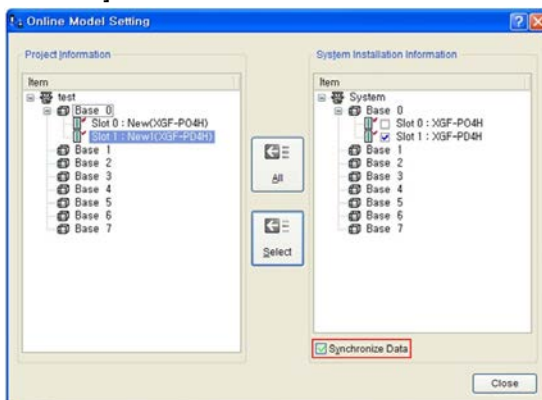 Online Model Setting
Project Information
Item
test
Base 0
Slot 0 : New(XGF-PO4H)
Slot 1 : New1(XGF-PD4H)
Base 1
Base 2
Base 3
Base 4
Base 5
Base 6
Base 7
All
Select
System Installation Information
Item
System
Base 0
Slot 0 : XGF-PO4H
Slot 1 : XGF-PD4H
Base 1
Base 2
Base 3
Base 4
Base 5
Base 6
Base 7
Synchronize Data
Close